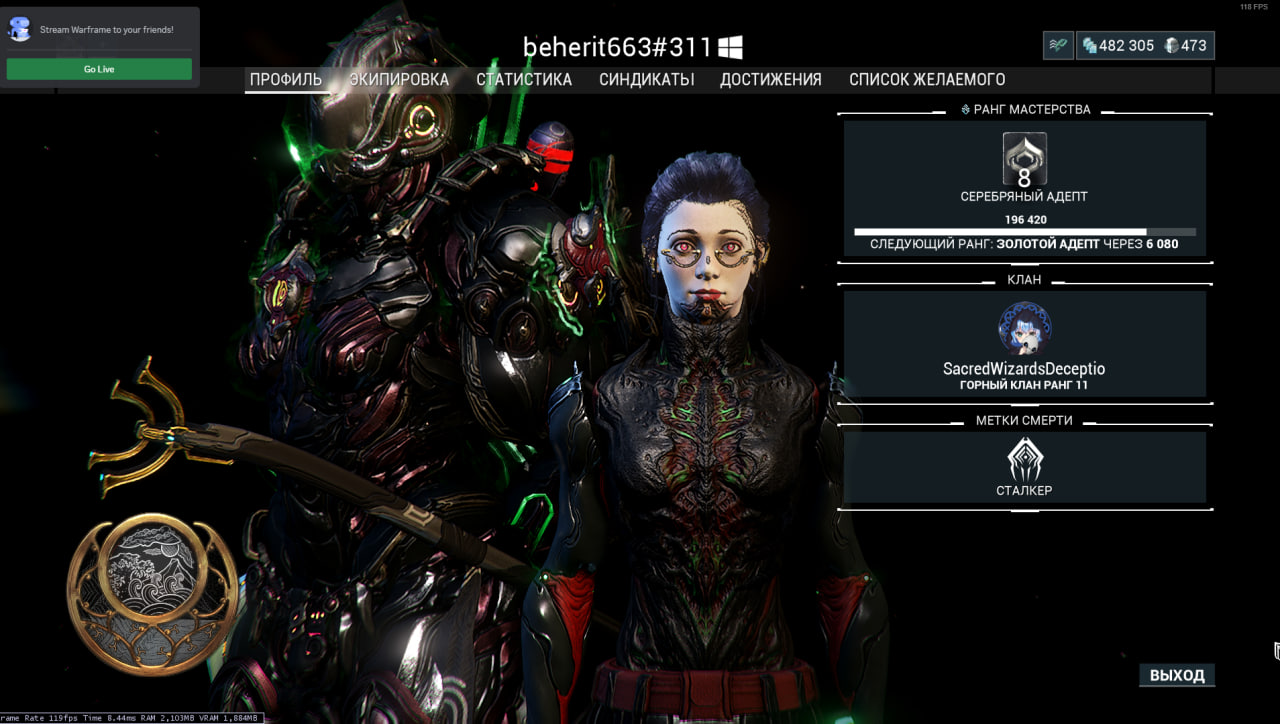 118 FPS
Stream Warframe to your friends!
Go Live
beherit663#311
482 305
473
ПРОФИЛЬ ЭКИПИРОВКА СТАТИСТИКА СИНДИКАТЫ ДОСТИЖЕНИЯ СПИСОК ЖЕЛАЕМОГО
РАНГ МАСТЕРСТВА
8
СЕРЕБРЯНЫЙ АДЕПТ
196 420
СЛЕДУЮЩИЙ РАНГ: ЗОЛОТОЙ АДЕПТ ЧЕРЕЗ 6 080
КЛАН
SacredWizardsDeceptio
ГОРНЫЙ КЛАН РАНГ 11
МЕТКИ СМЕРТИ
СТАЛКЕР
ВЫХОД
rame Rate 119fps Time 8.44ms RAM 2,103MB VRAM 1,884MB